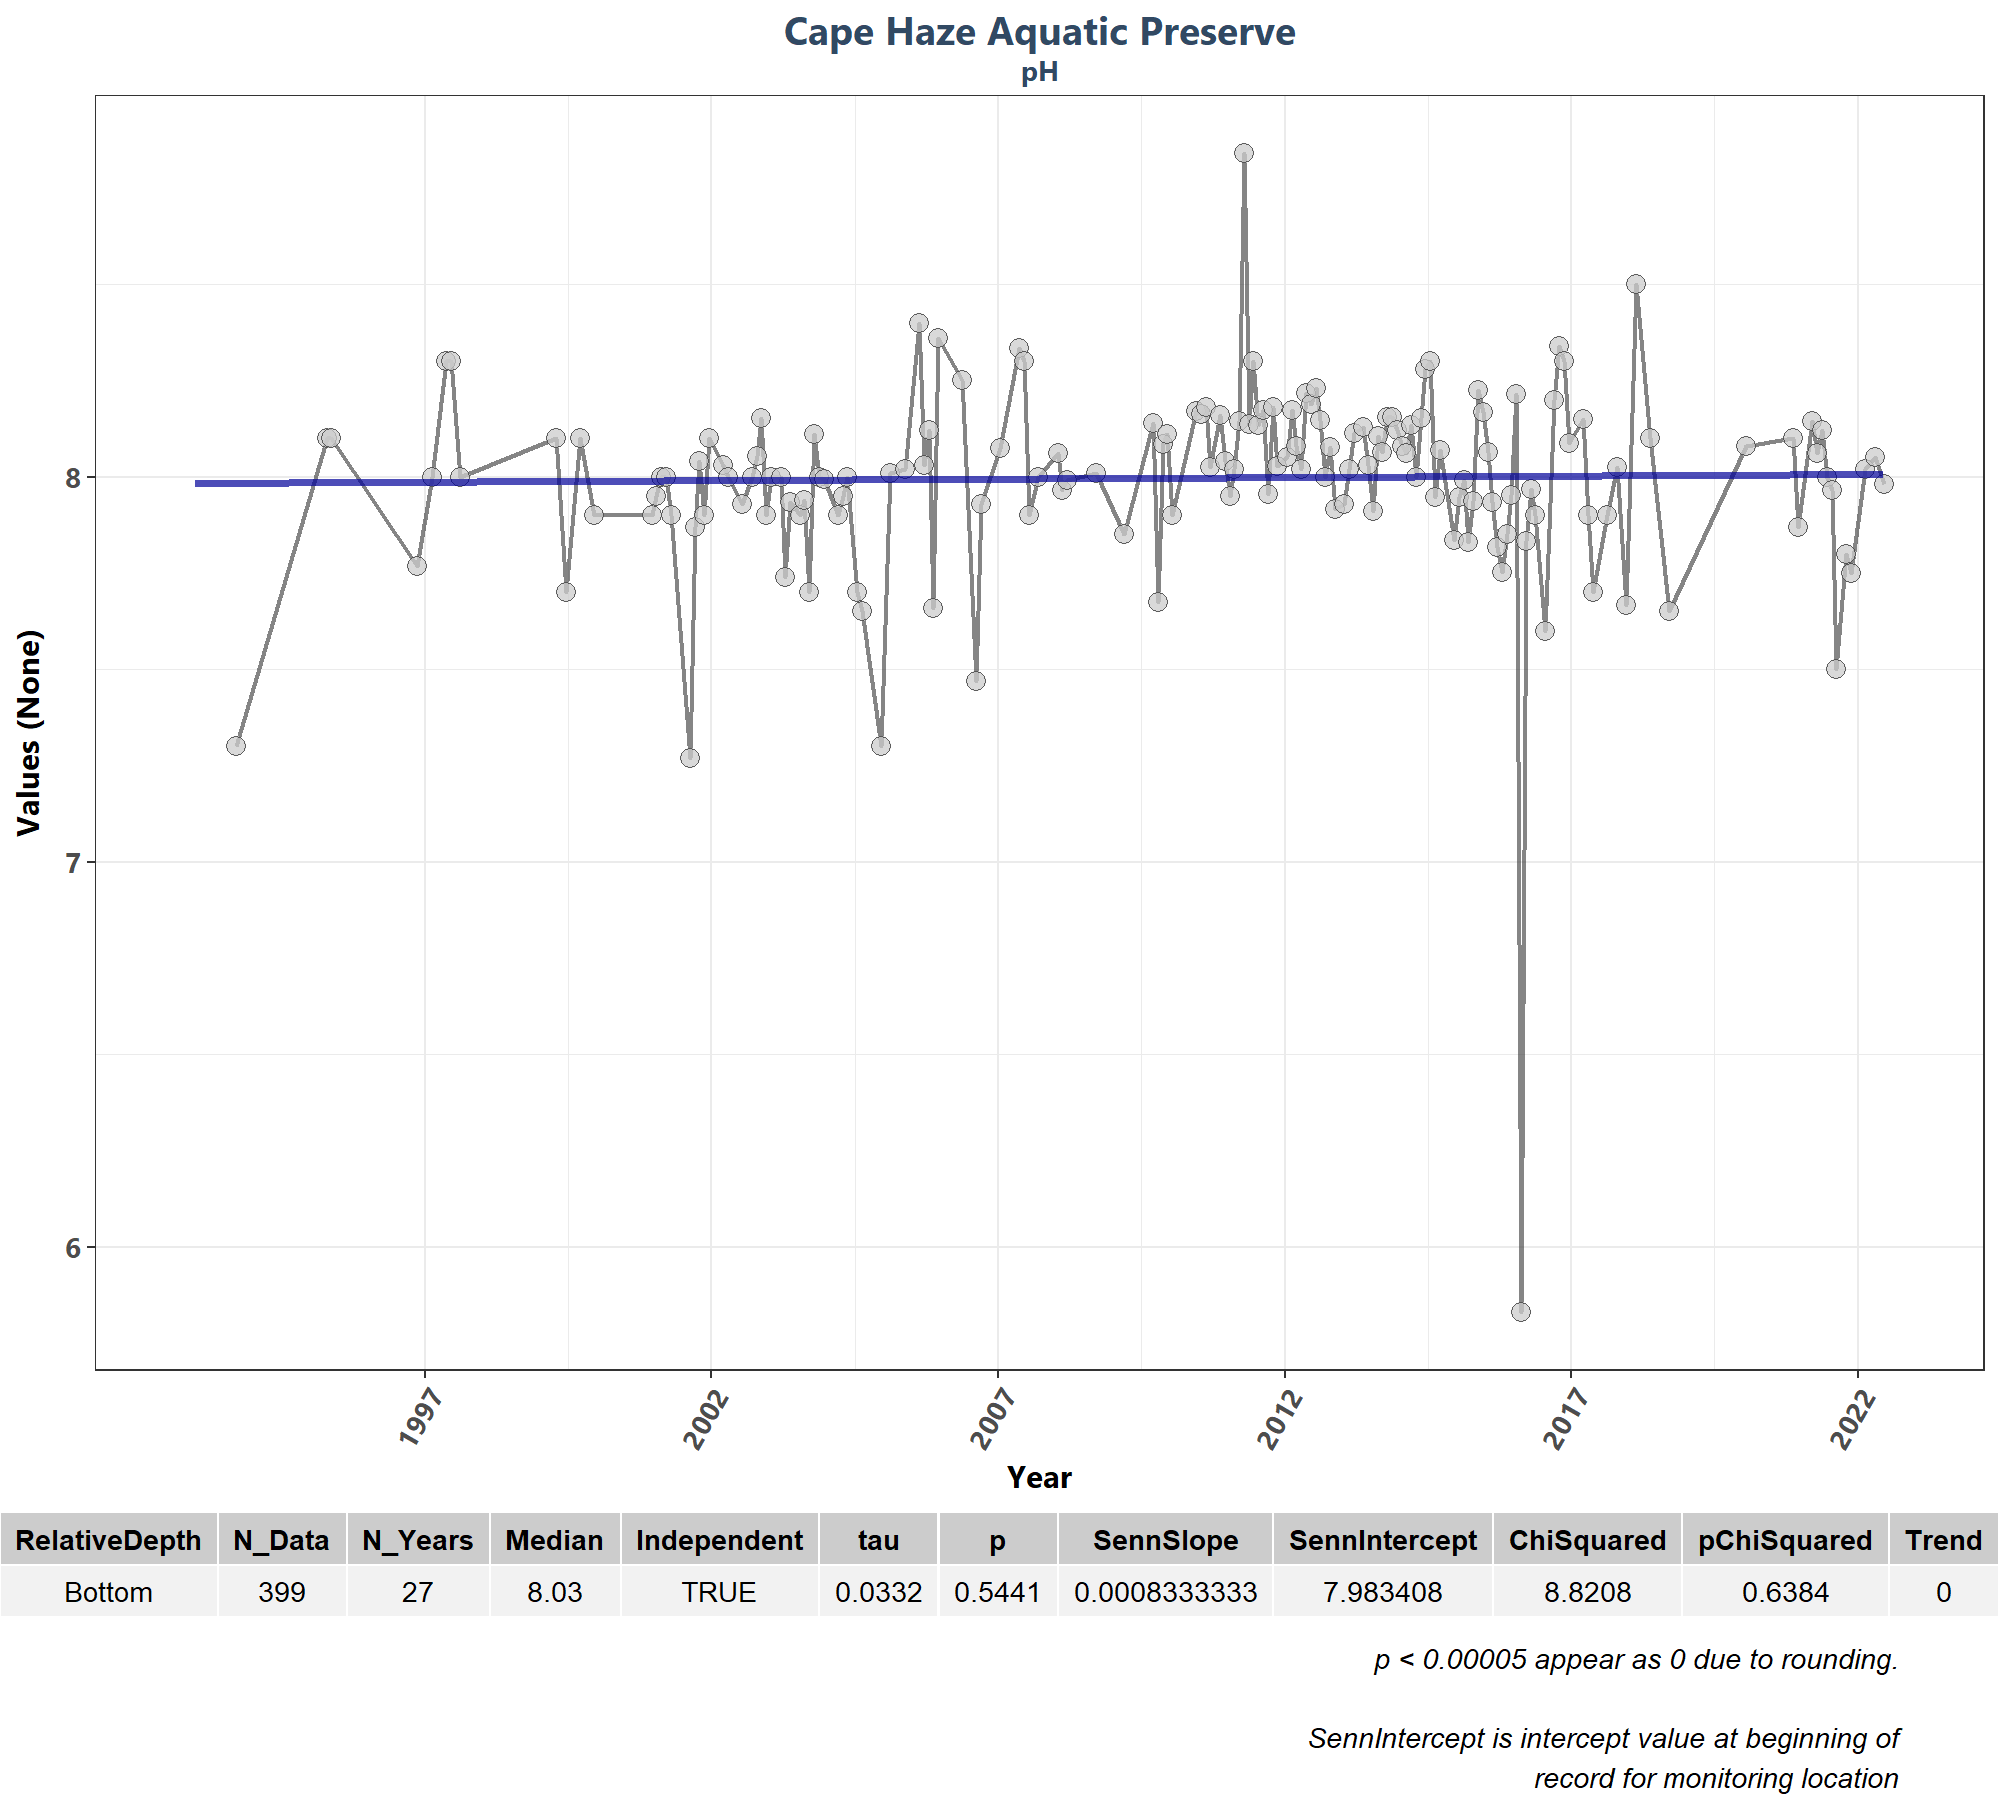 Cape Haze Aquatic Preserve
pH
Values (None)
8
7
6
1997
2002
2007
2012
2017
2022
Year
RelativeDepth N_Data N_Years Median Independent tau p SennSlope SennIntercept ChiSquared pChiSquared Trend
Bottom 399 27 8.03 TRUE 0.0332 0.5441 0.0008333333 7.983408 8.8208 0.6384 0
p < 0.00005 appear as 0 due to rounding.
SennIntercept is intercept value at beginning of
record for monitoring location